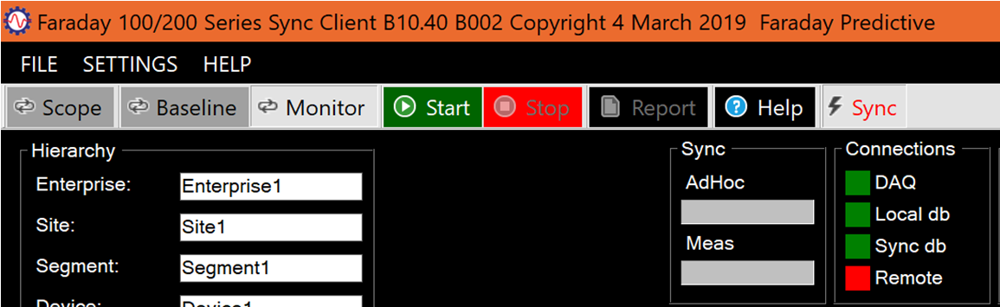 Faraday 100/200 Series Sync Client B10.40 B002 Copyright 4 March 2019  Faraday Predictive
FILE SETTINGS HELP
Scope Baseline Monitor Start Stop Report Help Sync
Hierarchy
Enterprise: Enterprise1
Site: Site1
Segment: Segment1
Device: Device1
Sync
AdHoc
Meas
Connections
DAQ
Local db
Sync db
Remote